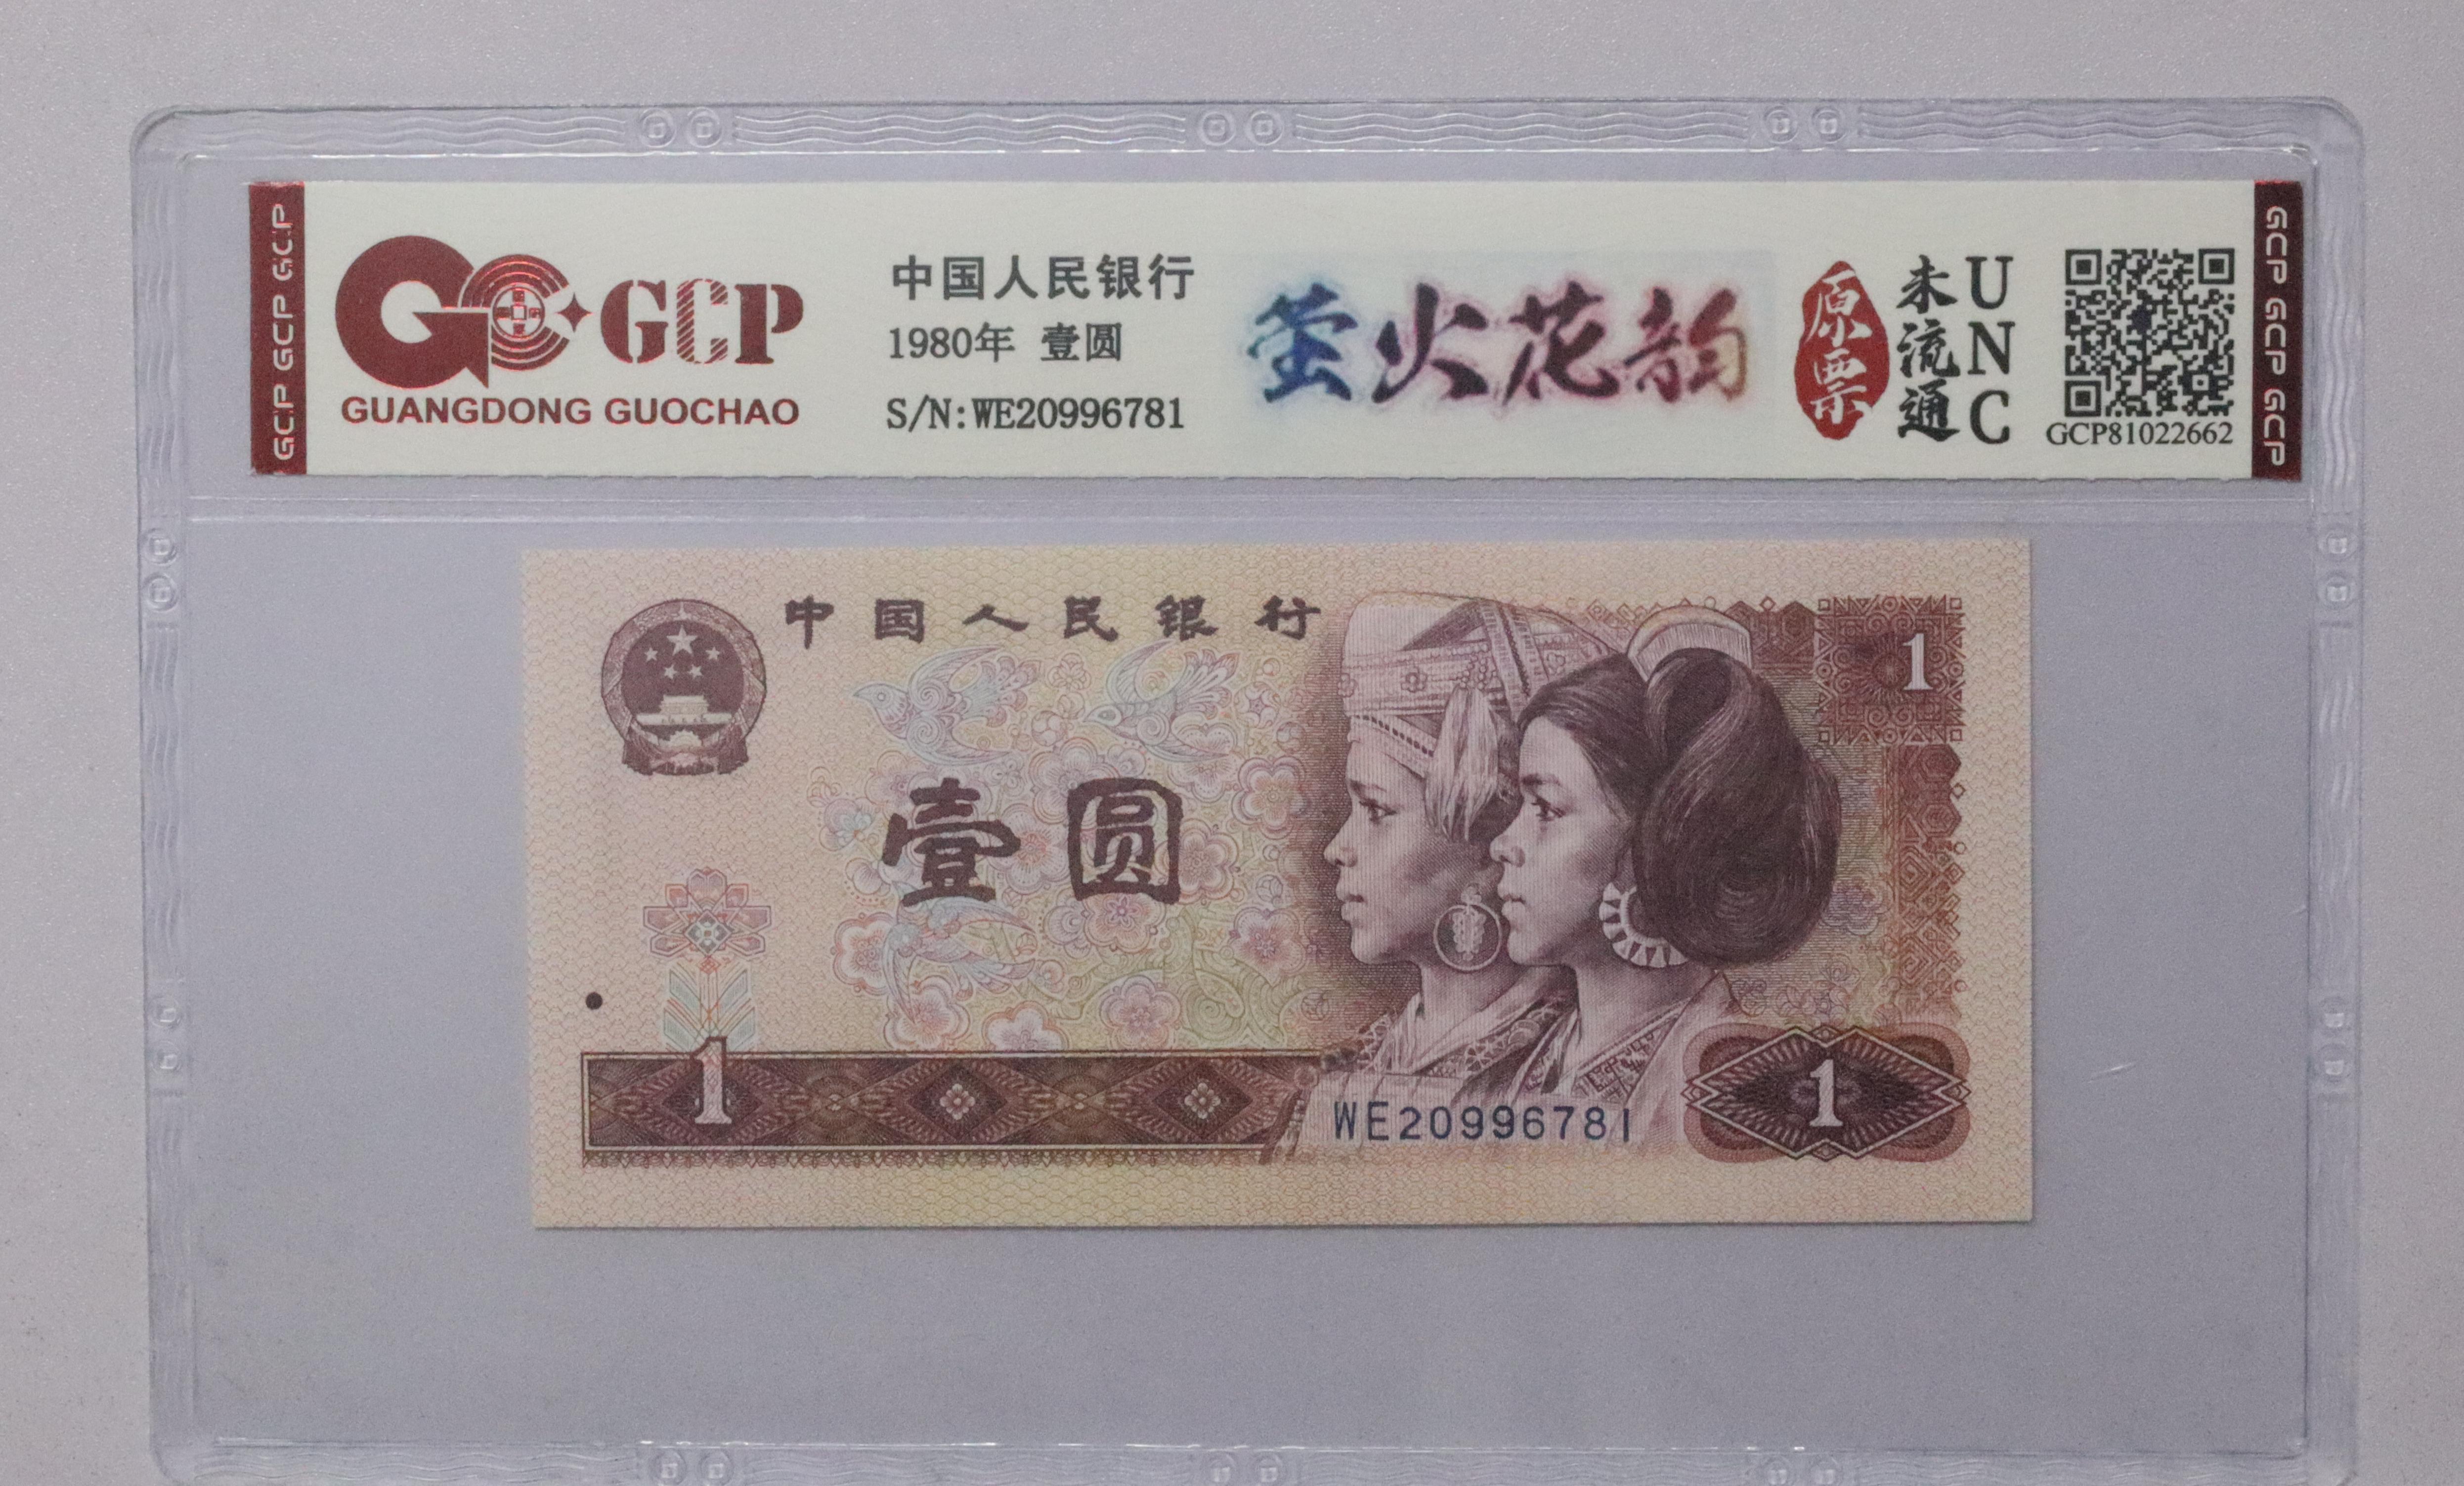 GCP GCP GCP GCP
GCP
GUANGDONG GUOCHAO
中国人民银行
1980年 壹圆
S/N:WE20996781
萤火花韵
原票
未流通
UNC
GCP81022662
GCP GCP GCP GCP
中国人民银行
1
壹圆
1
WE20996781
1